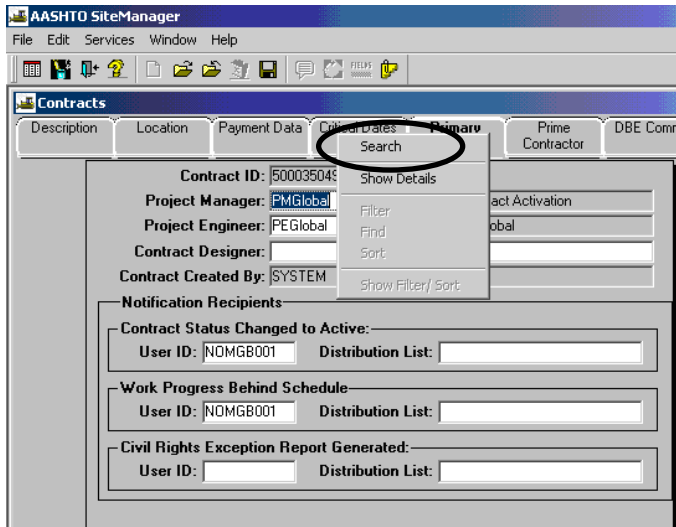 AASHTO SiteManager
File Edit Services Window Help
FIELDS
Contracts
Description Location Payment Data Critical Dates Primary Prime Contractor DBE Comm
Search
Contract ID: 500035049
Show Details
Project Manager: PMGlobal act Activation
Filter
Project Engineer: PEGlobal obal
Find
Contract Designer:
Sort
Contract Created By: SYSTEM
Show Filter/ Sort
Notification Recipients
Contract Status Changed to Active:
User ID: NOMGB001 Distribution List:
Work Progress Behind Schedule
User ID: NOMGB001 Distribution List:
Civil Rights Exception Report Generated:
User ID: Distribution List: